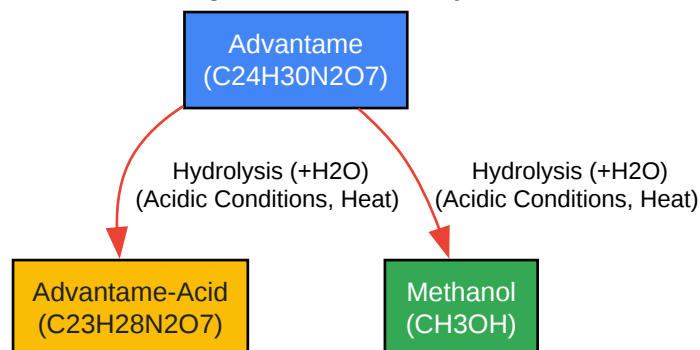 Advantame
(C24H30N2O7)
Hydrolysis (+H2O)
(Acidic Conditions, Heat)
Hydrolysis (+H2O)
(Acidic Conditions, Heat)
Advantame-Acid
(C23H28N2O7)
Methanol
(CH3OH)